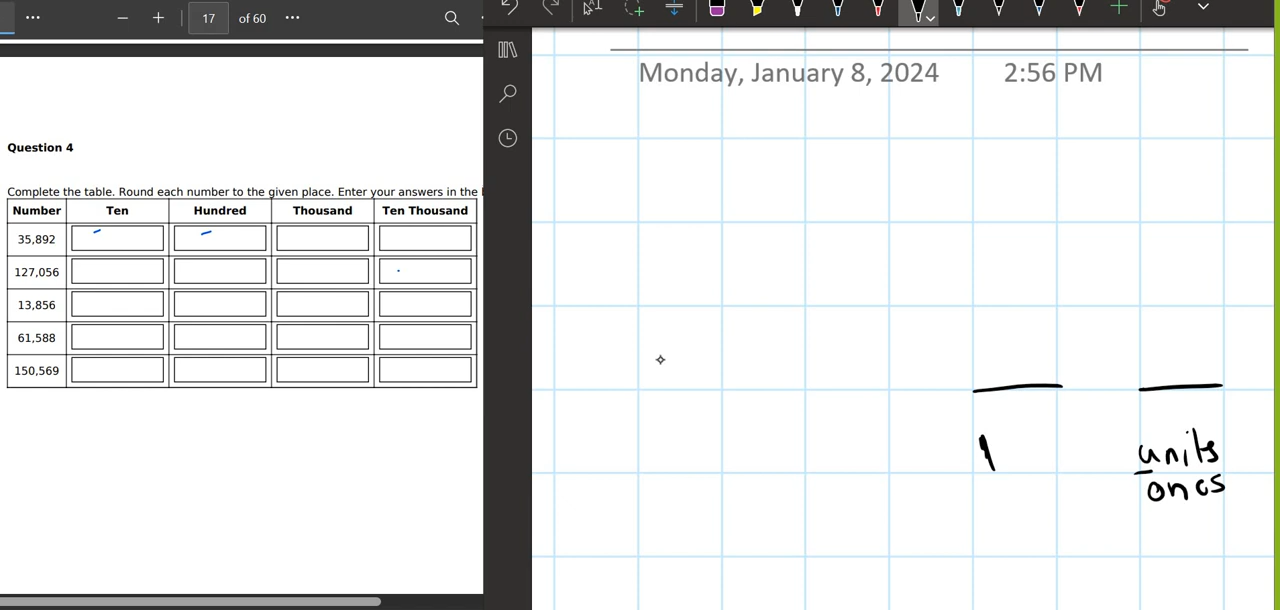 17 of 60
Monday, January 8, 2024 2:56 PM
Question 4
Complete the table. Round each number to the given place. Enter your answers in the
Number Ten Hundred Thousand Ten Thousand
35,892
127,056
13,856
61,588
150,569
units
ones